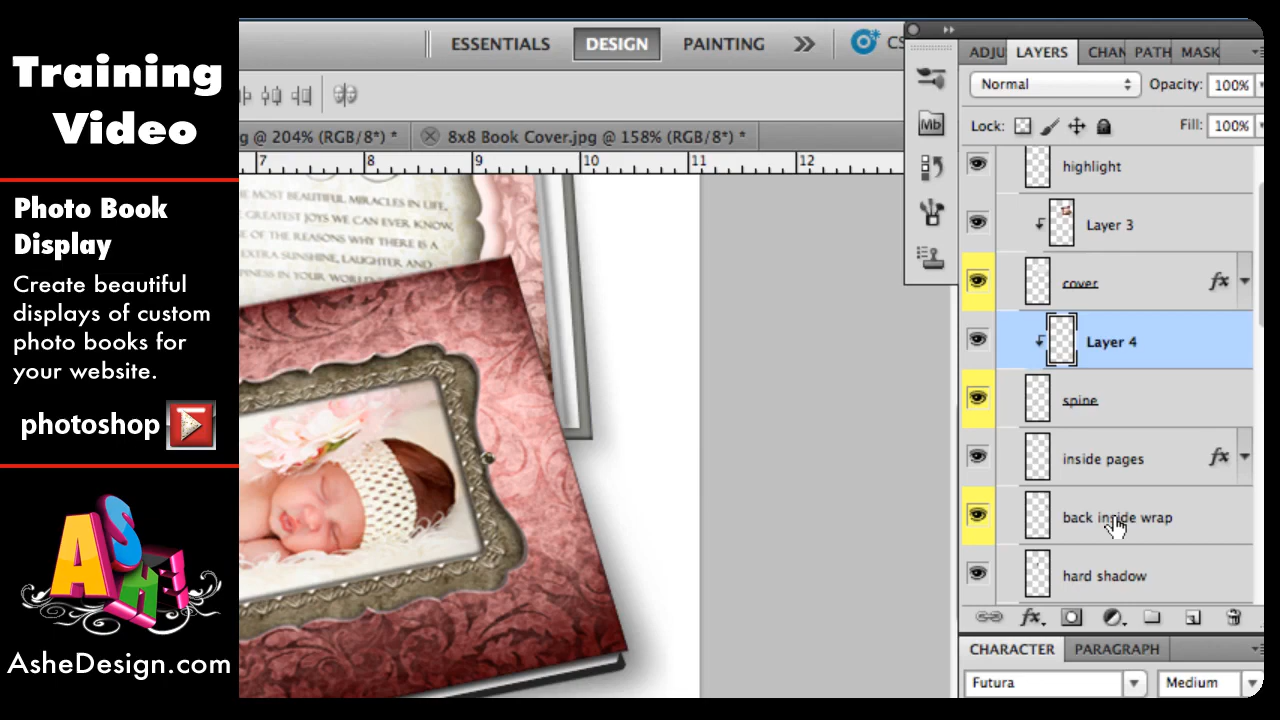 Training
Video
Photo Book
Display
Create beautiful
displays of custom
photo books for
your website.
photoshop
ASHE
AsheDesign.com
ESSENTIALS DESIGN PAINTING
CS
g @ 204% (RGB/8*) *
8x8 Book Cover.jpg @ 158% (RGB/8*) *
7 8 9 10 11 12
MOST BEAUTIFUL MIRACLES IN LIFE,
GREATEST JOYS WE CAN EVER KNOW,
E OF THE REASONS WHY THERE IS A
EXTRA SUNSHINE, LAUGHTER, AND
PINESS IN YOUR WORLD
Mb
ADJU LAYERS CHAN PATH MASK
Normal Opacity: 100%
Lock: Fill: 100%
highlight
Layer 3
cover fx
Layer 4
spine
inside pages fx
back inside wrap
hard shadow
fx
CHARACTER PARAGRAPH
Futura Medium